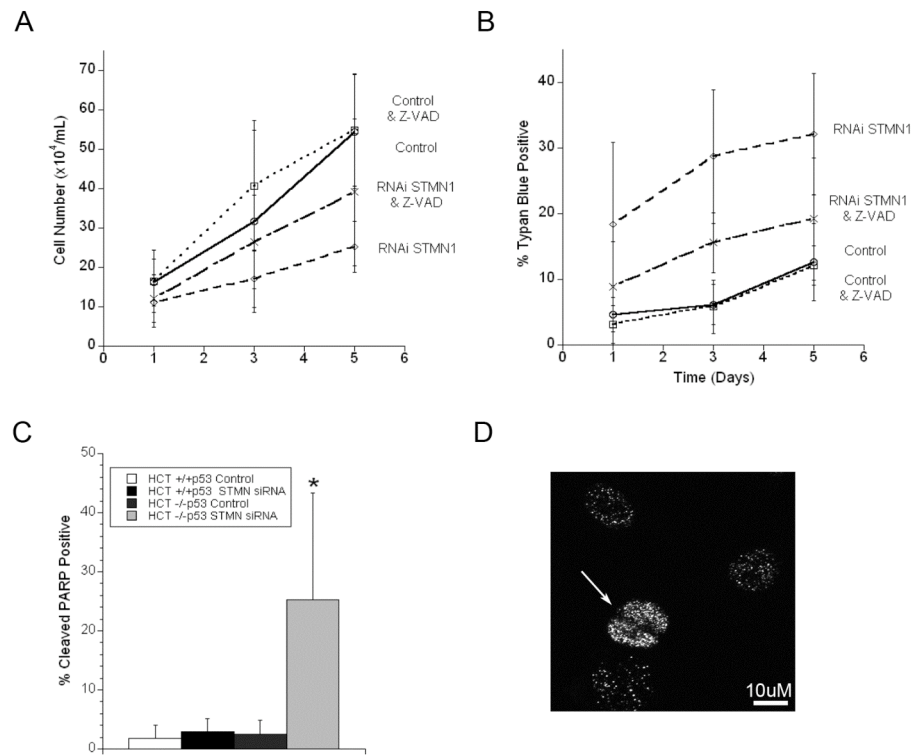 A
Cell Number (x10⁴/mL)
70
60
50
40
30
20
10
0
0 1 2 3 4 5 6
Control
& Z-VAD
Control
RNAi STMN1
& Z-VAD
RNAi STMN1
B
% Typan Blue Positive
40
30
20
10
0
0 1 2 3 4 5 6
Time (Days)
RNAi STMN1
RNAi STMN1
& Z-VAD
Control
Control
& Z-VAD
C
% Cleaved PARP Positive
50
40
30
20
10
0
HCT +/+p53 Control
HCT +/+p53 STMN siRNA
HCT -/-p53 Control
HCT -/-p53 STMN siRNA
*
D
10uM